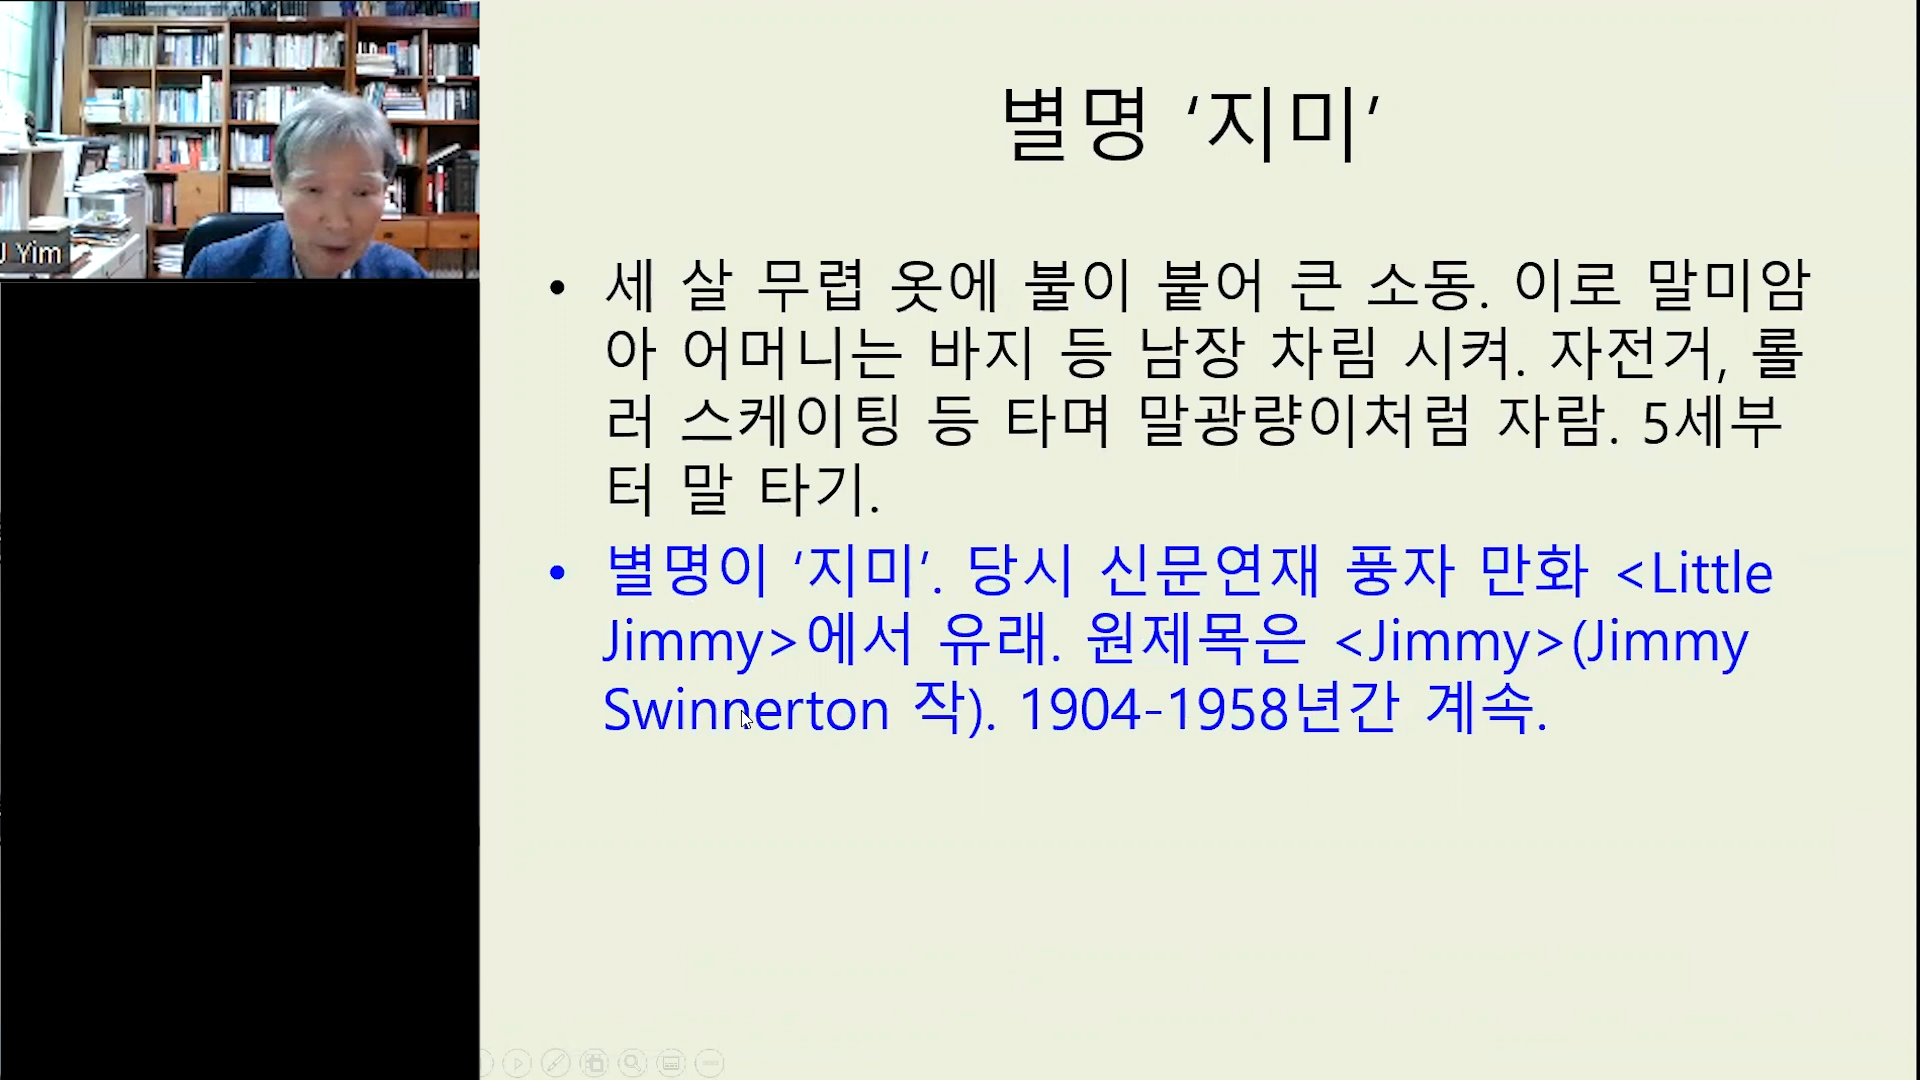 J Yim
별명 ‘지미’
• 세 살 무렵 옷에 불이 붙어 큰 소동. 이로 말미암
아 어머니는 바지 등 남장 차림 시켜. 자전거, 롤
러 스케이팅 등 타며 말광량이처럼 자람. 5세부
터 말 타기.
• 별명이 ‘지미’. 당시 신문연재 풍자 만화 <Little
Jimmy>에서 유래. 원제목은 <Jimmy>(Jimmy
Swinnerton 작). 1904-1958년간 계속.